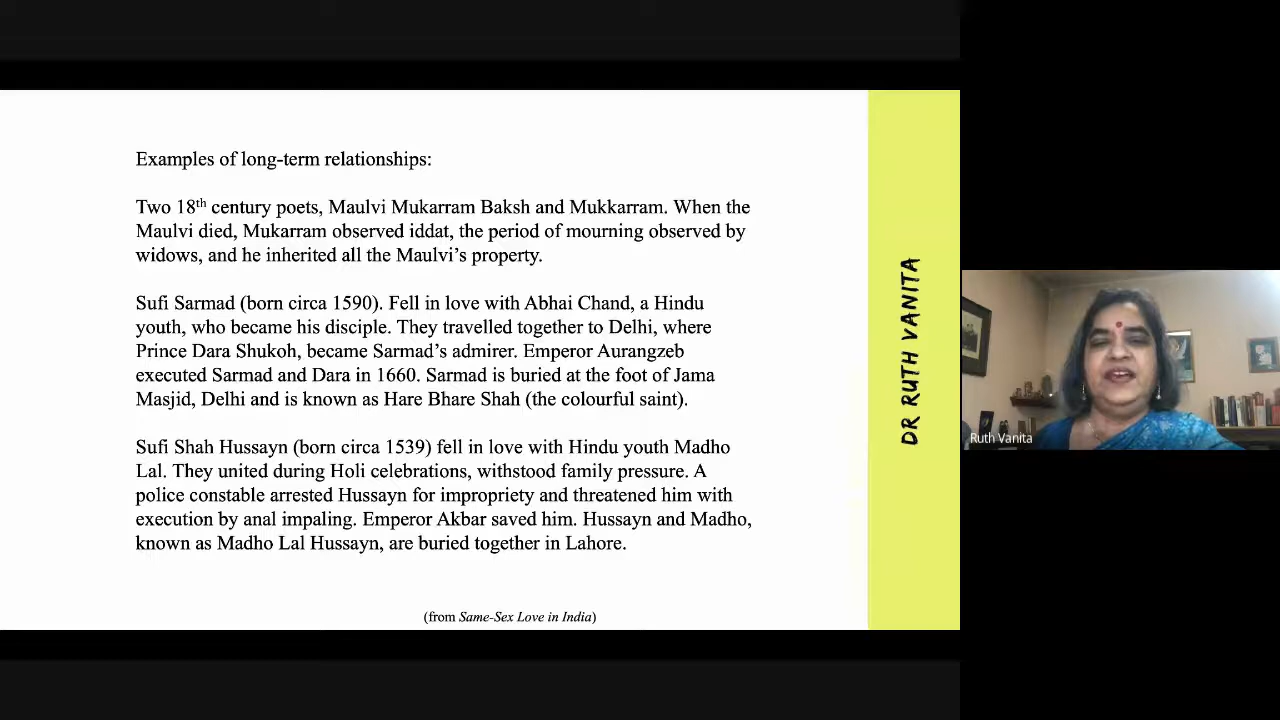 Examples of long-term relationships:
Two 18th century poets, Maulvi Mukarram Baksh and Mukkarram. When the
Maulvi died, Mukarram observed iddat, the period of mourning observed by
widows, and he inherited all the Maulvi's property.
Sufi Sarmad (born circa 1590). Fell in love with Abhai Chand, a Hindu
youth, who became his disciple. They travelled together to Delhi, where
Prince Dara Shukoh, became Sarmad's admirer. Emperor Aurangzeb
executed Sarmad and Dara in 1660. Sarmad is buried at the foot of Jama
Masjid, Delhi and is known as Hare Bhare Shah (the colourful saint).
Sufi Shah Hussayn (born circa 1539) fell in love with Hindu youth Madho
Lal. They united during Holi celebrations, withstood family pressure. A
police constable arrested Hussayn for impropriety and threatened him with
execution by anal impaling. Emperor Akbar saved him. Hussayn and Madho,
known as Madho Lal Hussayn, are buried together in Lahore.
(from Same-Sex Love in India)
DR RUTH VANITA
Ruth Vanita